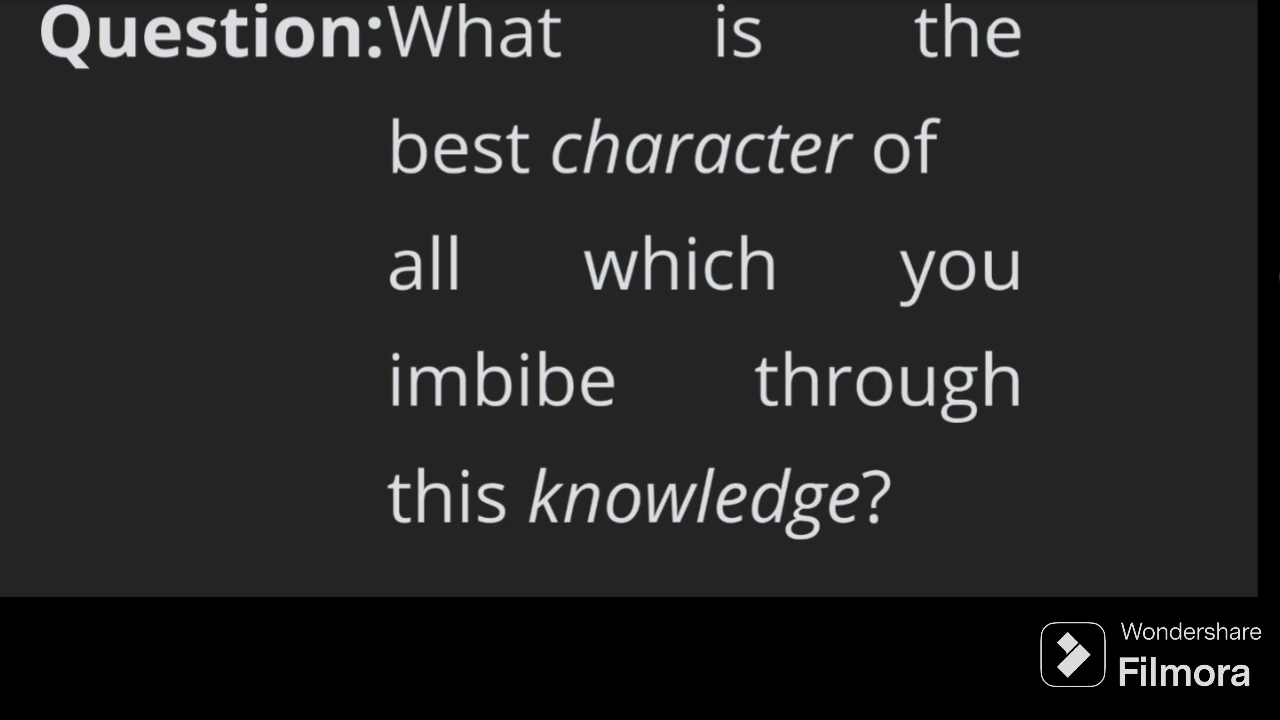 Question:What is the
best character of
all which you
imbibe through
this knowledge?
Wondershare
Filmora